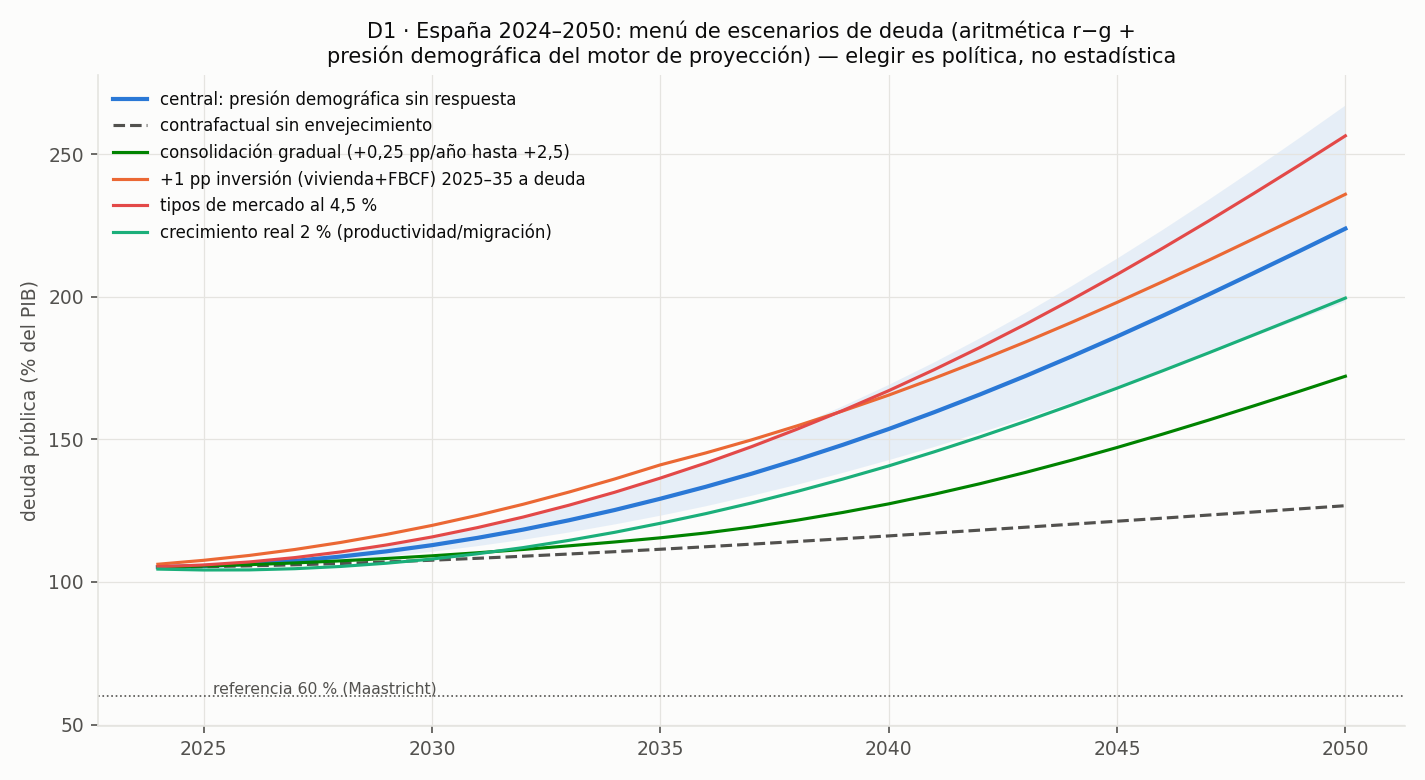 D1 · España 2024–2050: menú de escenarios de deuda (aritmética r−g +
presión demográfica del motor de proyección) — elegir es política, no estadística
central: presión demográfica sin respuesta
contrafactual sin envejecimiento
consolidación gradual (+0,25 pp/año hasta +2,5)
+1 pp inversión (vivienda+FBCF) 2025–35 a deuda
tipos de mercado al 4,5 %
crecimiento real 2 % (productividad/migración)
deuda pública (% del PIB)
250
200
150
100
50
referencia 60 % (Maastricht)
2025
2030
2035
2040
2045
2050